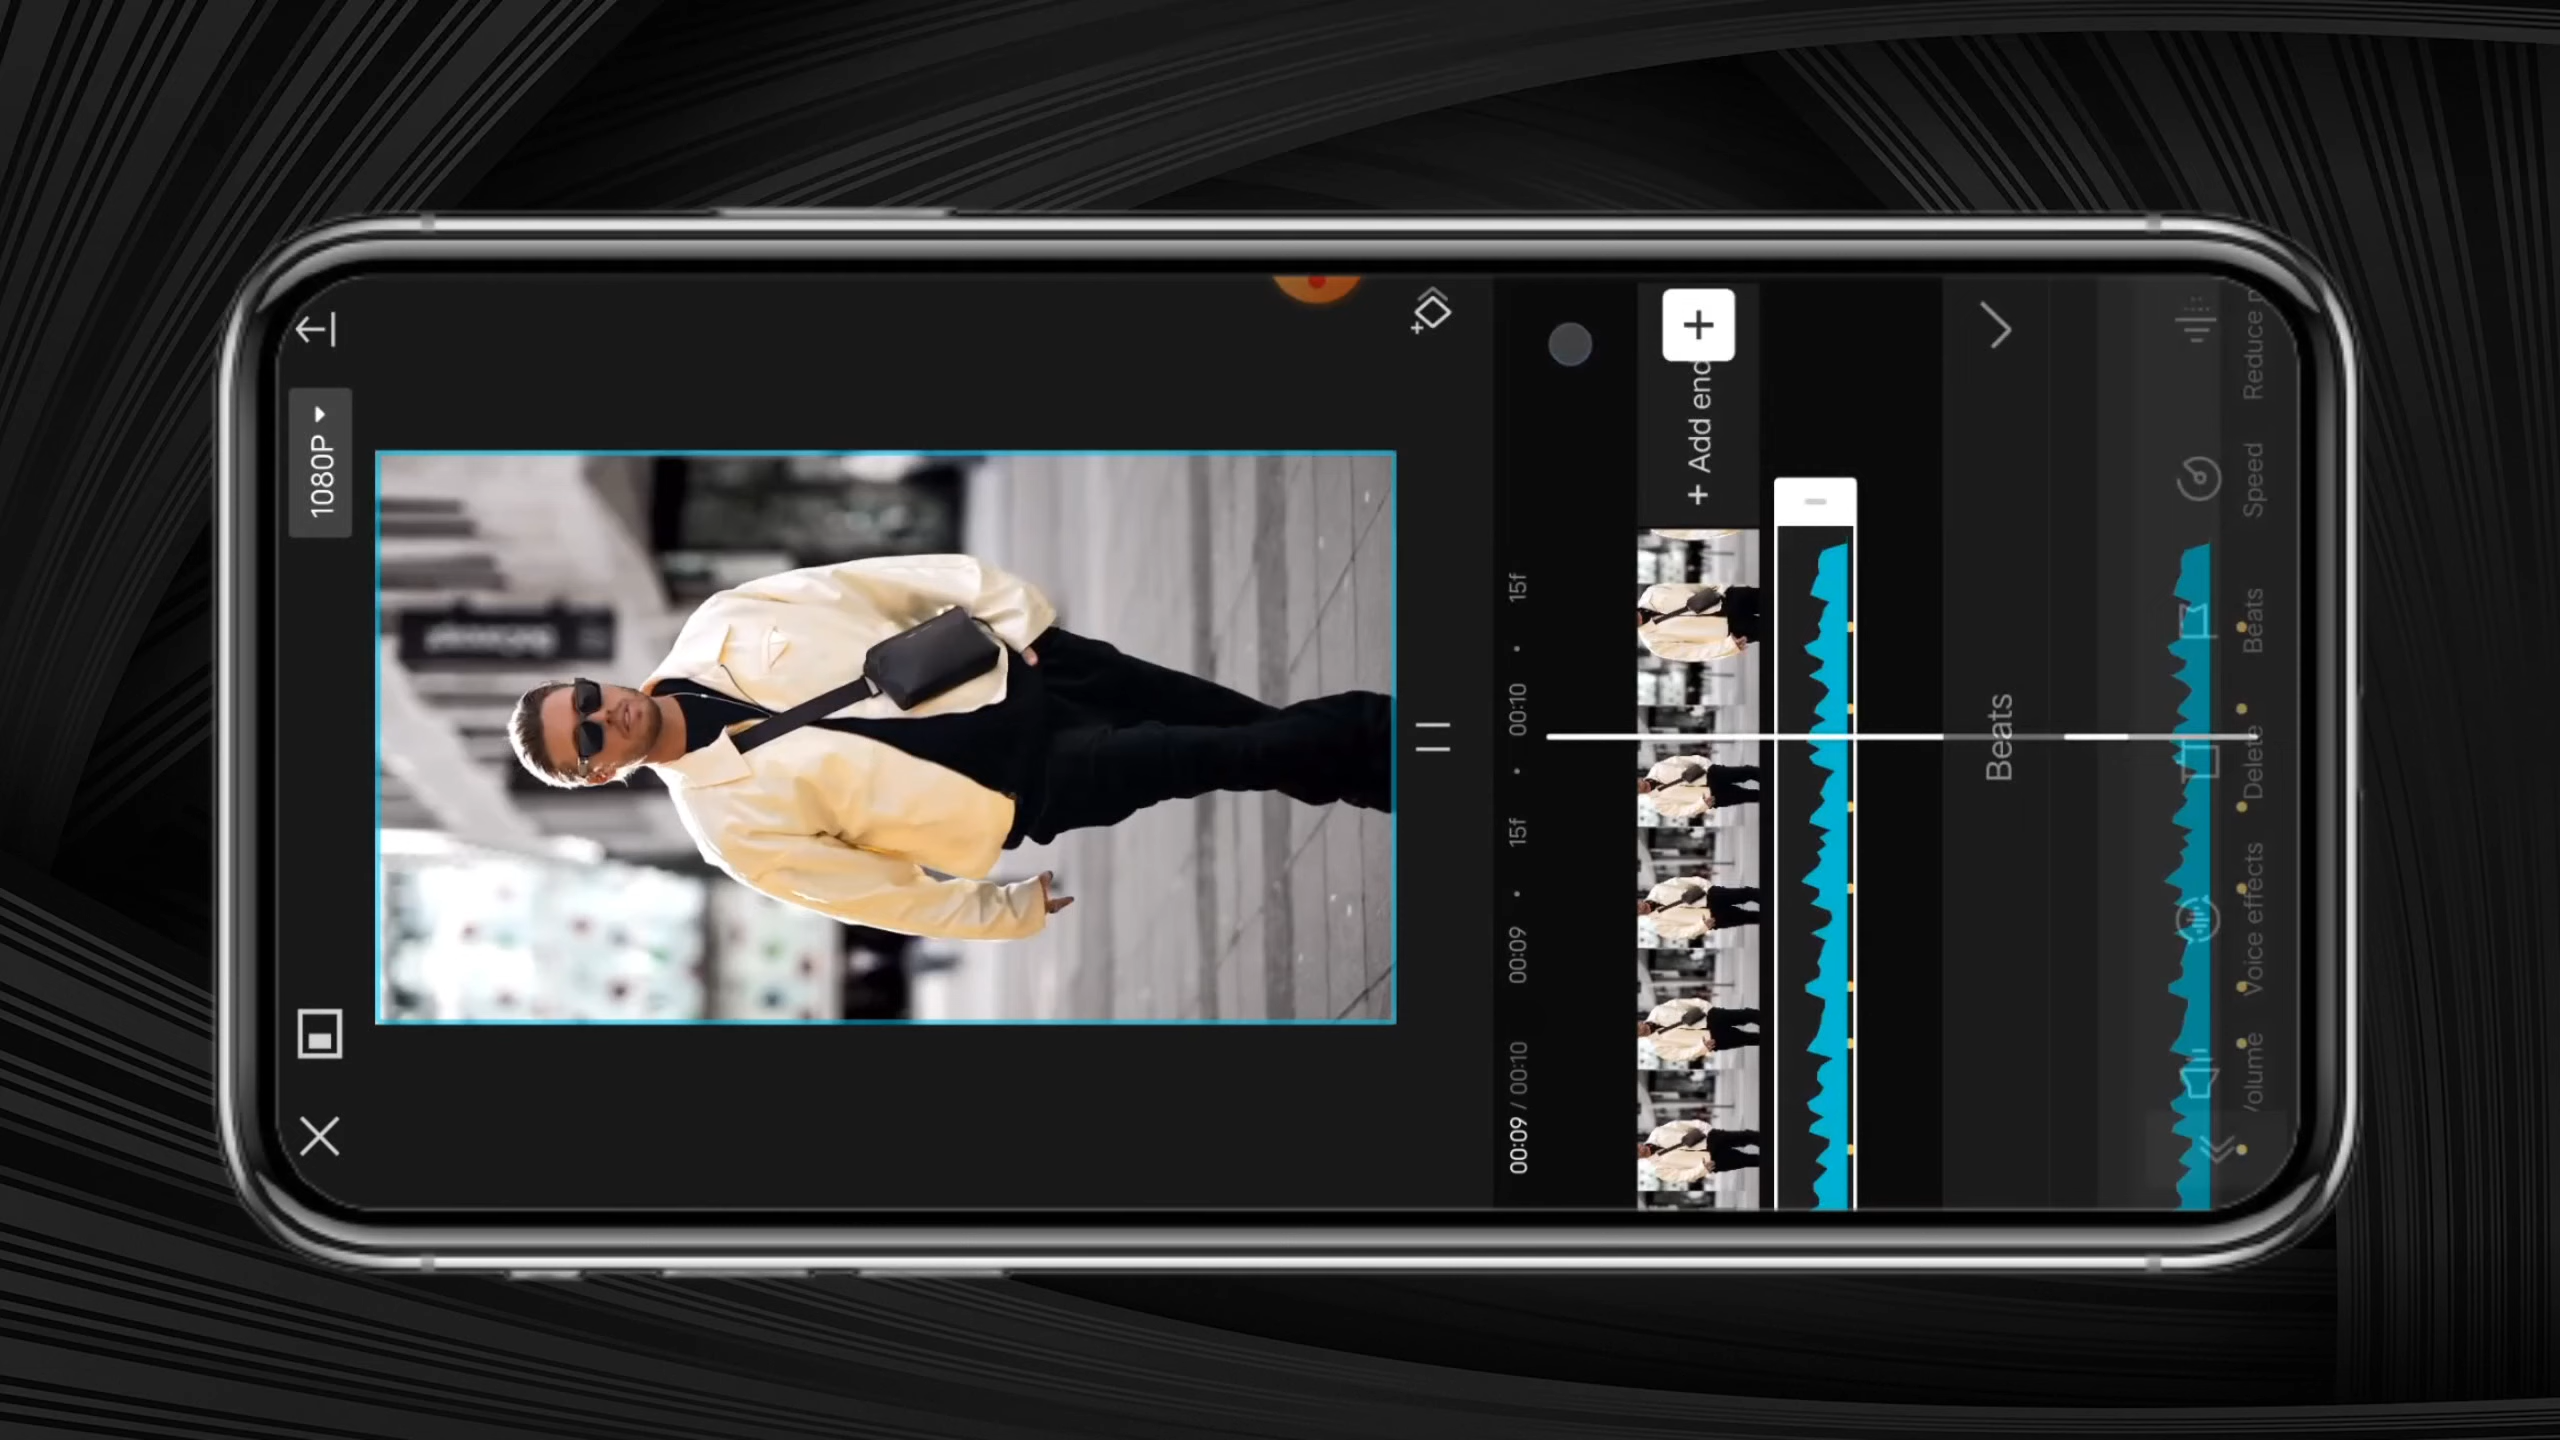 1080P
00:09 / 00:10
00:09
15f
00:10
15f
+ Add end
Beats
Volume
Voice effects
Delete
Beats
Speed
Reduce